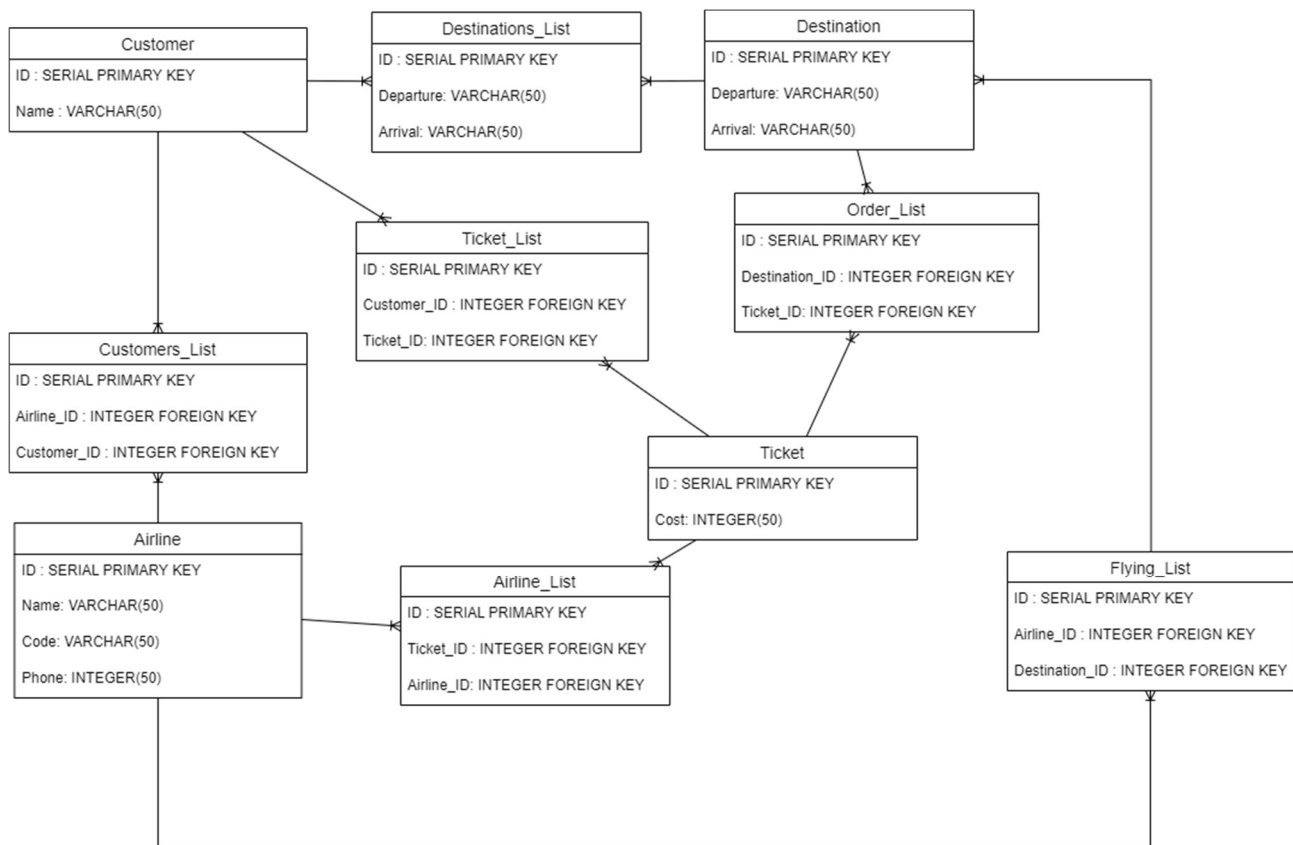 Customer
ID : SERIAL PRIMARY KEY
Name : VARCHAR(50)
Destinations_List
ID : SERIAL PRIMARY KEY
Departure: VARCHAR(50)
Arrival: VARCHAR(50)
Destination
ID : SERIAL PRIMARY KEY
Departure: VARCHAR(50)
Arrival: VARCHAR(50)
Ticket_List
ID : SERIAL PRIMARY KEY
Customer_ID : INTEGER FOREIGN KEY
Ticket_ID: INTEGER FOREIGN KEY
Order_List
ID : SERIAL PRIMARY KEY
Destination_ID : INTEGER FOREIGN KEY
Ticket_ID: INTEGER FOREIGN KEY
Customers_List
ID : SERIAL PRIMARY KEY
Airline_ID : INTEGER FOREIGN KEY
Customer_ID : INTEGER FOREIGN KEY
Ticket
ID : SERIAL PRIMARY KEY
Cost: INTEGER(50)
Airline
ID : SERIAL PRIMARY KEY
Name: VARCHAR(50)
Code: VARCHAR(50)
Phone: INTEGER(50)
Airline_List
ID : SERIAL PRIMARY KEY
Ticket_ID : INTEGER FOREIGN KEY
Airline_ID: INTEGER FOREIGN KEY
Flying_List
ID : SERIAL PRIMARY KEY
Airline_ID : INTEGER FOREIGN KEY
Destination_ID : INTEGER FOREIGN KEY